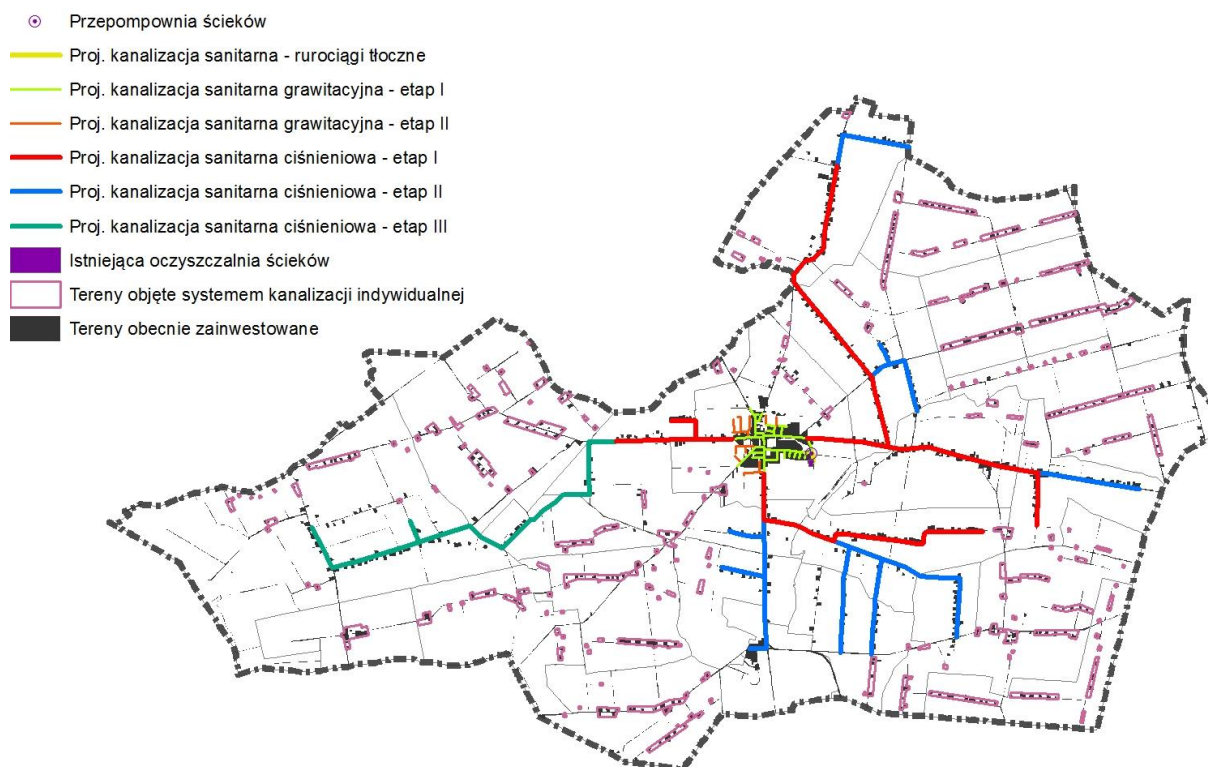 Przepompownia ścieków
Proj. kanalizacja sanitarna - rurociągi tłoczne
Proj. kanalizacja sanitarna grawitacyjna - etap I
Proj. kanalizacja sanitarna grawitacyjna - etap II
Proj. kanalizacja sanitarna ciśnieniowa - etap I
Proj. kanalizacja sanitarna ciśnieniowa - etap II
Proj. kanalizacja sanitarna ciśnieniowa - etap III
Istniejąca oczyszczalnia ścieków
Tereny objęte systemem kanalizacji indywidualnej
Tereny obecnie zainwestowane